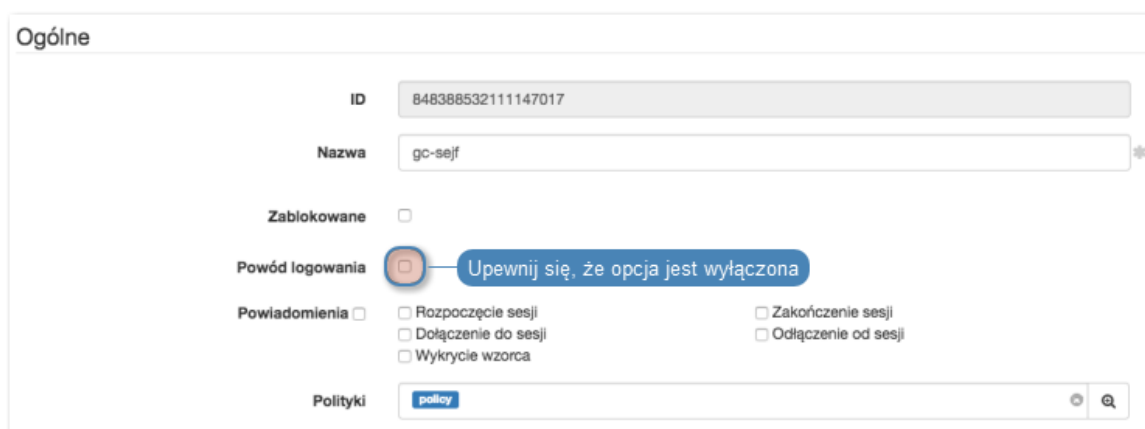 Ogólne
ID 848388532111147017
Nazwa gc-sejf
Zablokowane
Powód logowania Upewnij się, że opcja jest wyłączona
Powiadomienia Rozpoczęcie sesji Zakończenie sesji
Dołączenie do sesji Odłączenie od sesji
Wykrycie wzorca
Polityki policy